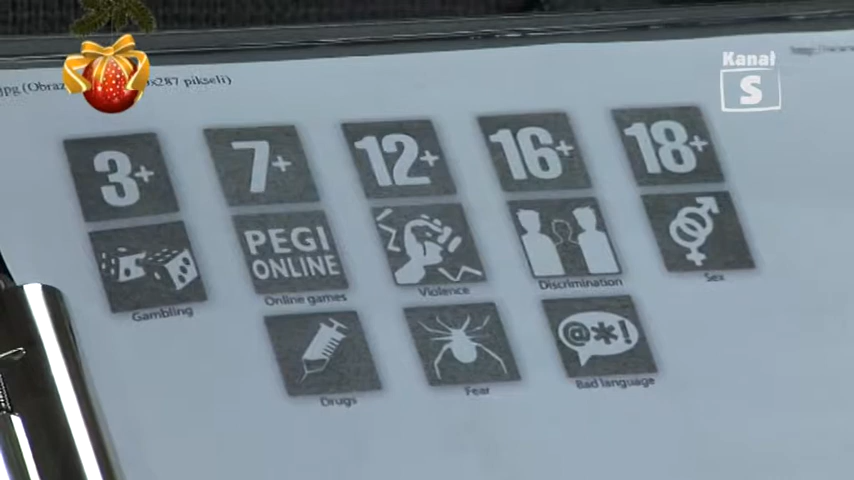 Kanał
S
.jpg (Obraz
x287 pikseli)
3+ 7+ 12+ 16+ 18+
PEGI
ONLINE
@*!
Gambling Online games Violence Discrimination Sex
Drugs Fear Bad language